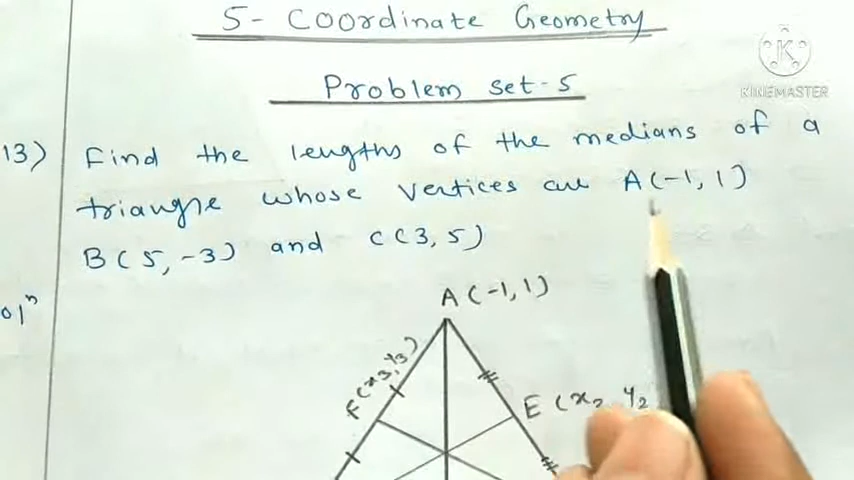 5- Coordinate Geometry
KINEMASTER
Problem set-5
13) Find the lengths of the medians of a
triangle whose vertices are A(-1, 1)
B(5, -3) and C(3, 5)
A(-1, 1)
F(x3, y3)
E(x2, y2